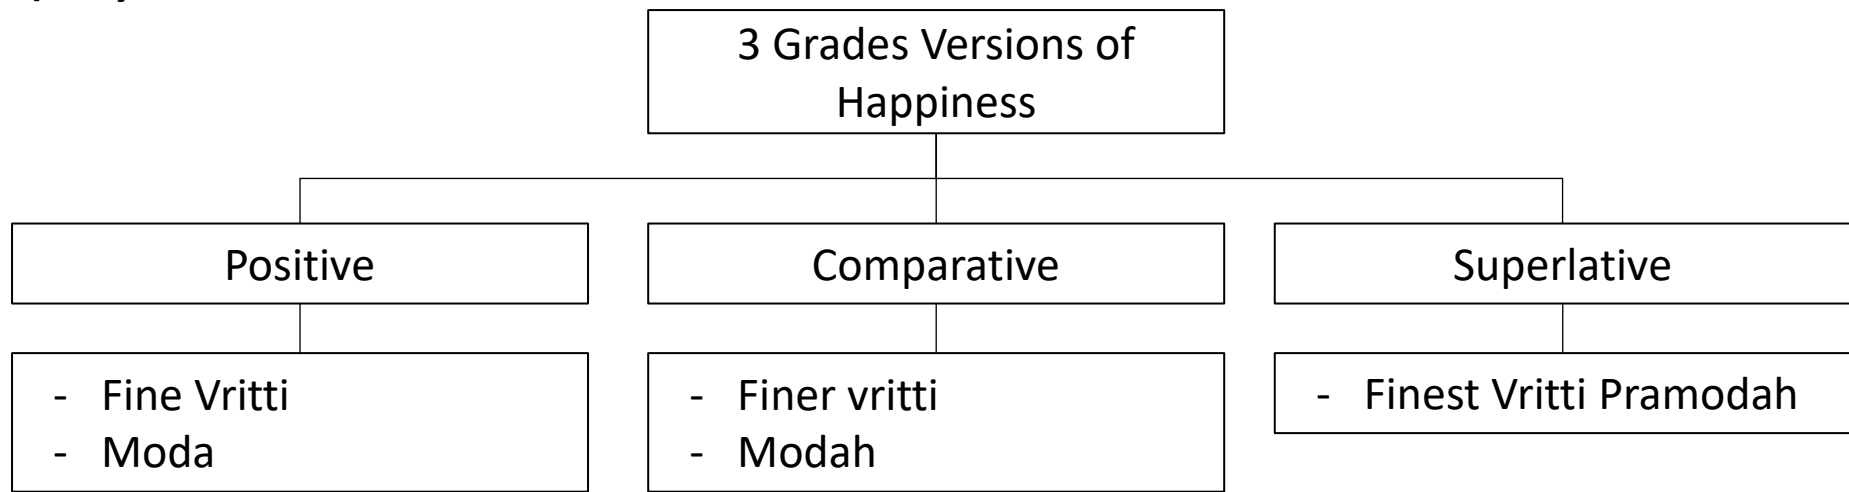 3 Grades Versions of
Happiness
Positive
Comparative
Superlative
- Fine Vritti
- Moda
- Finer vritti
- Modah
- Finest Vritti Pramodah